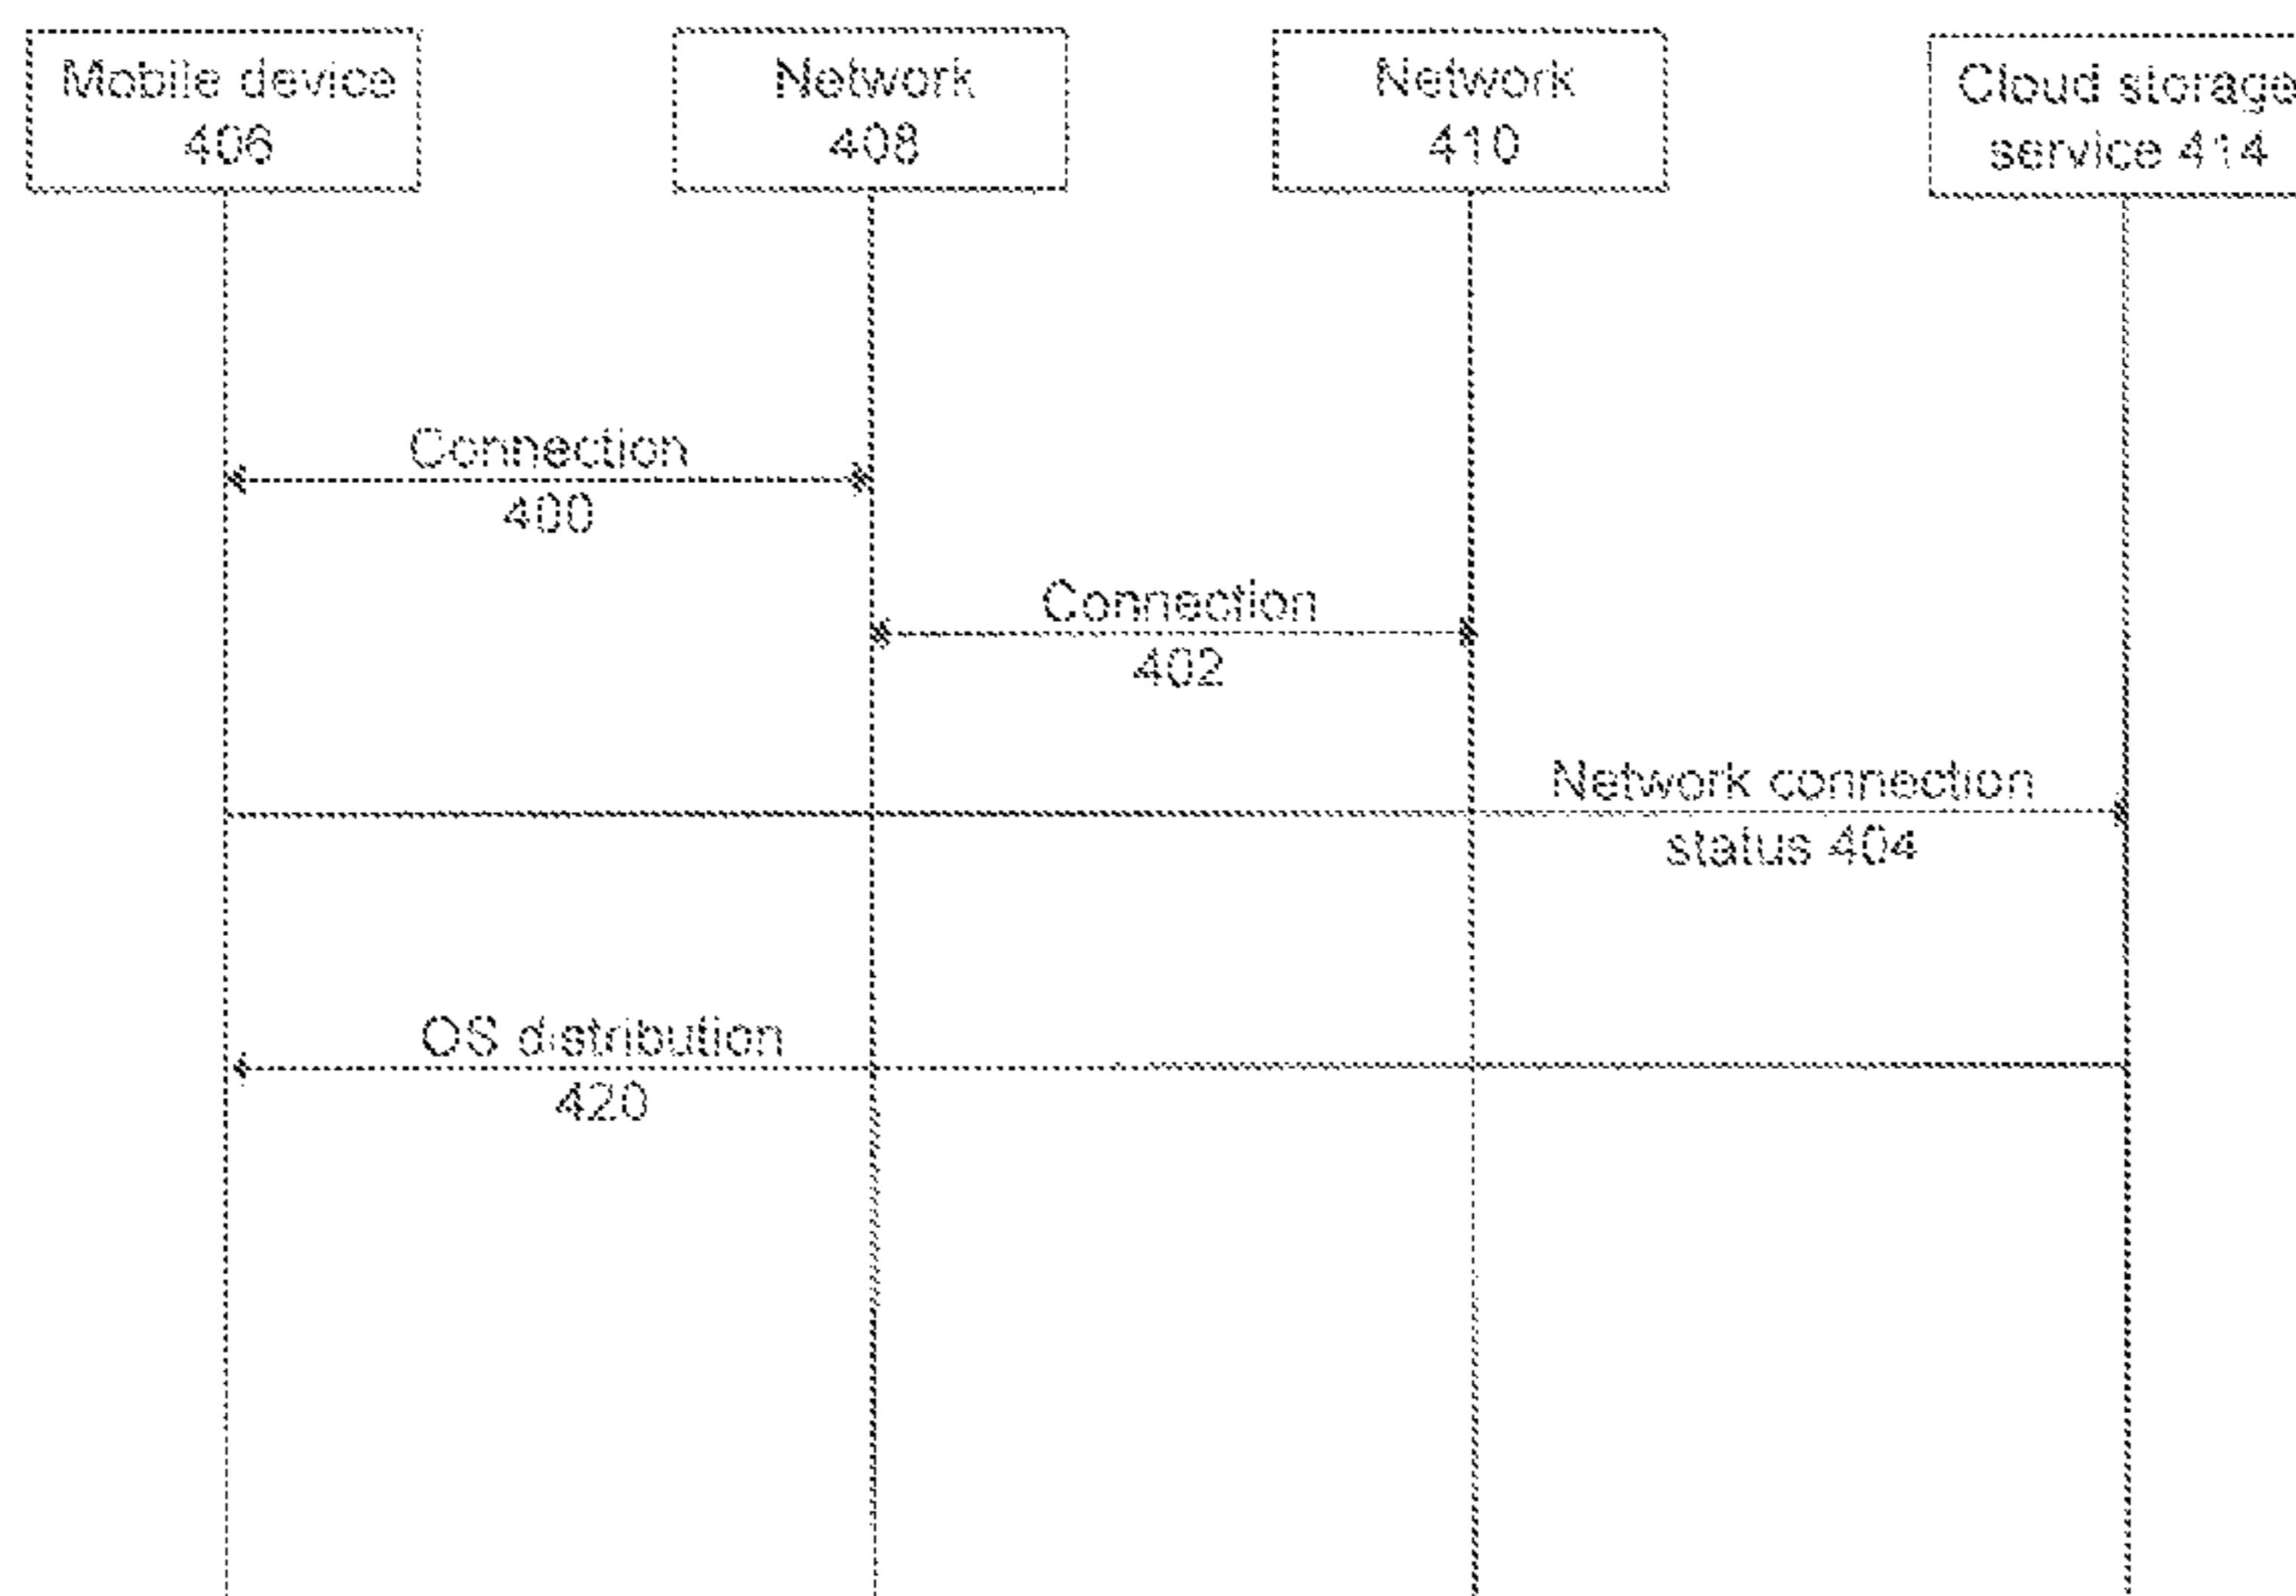 Mobile device
406
Network
408
Network
410
Cloud storage
service 414
Connection
400
Connection
402
Network connection
status 404
OS distribution
420